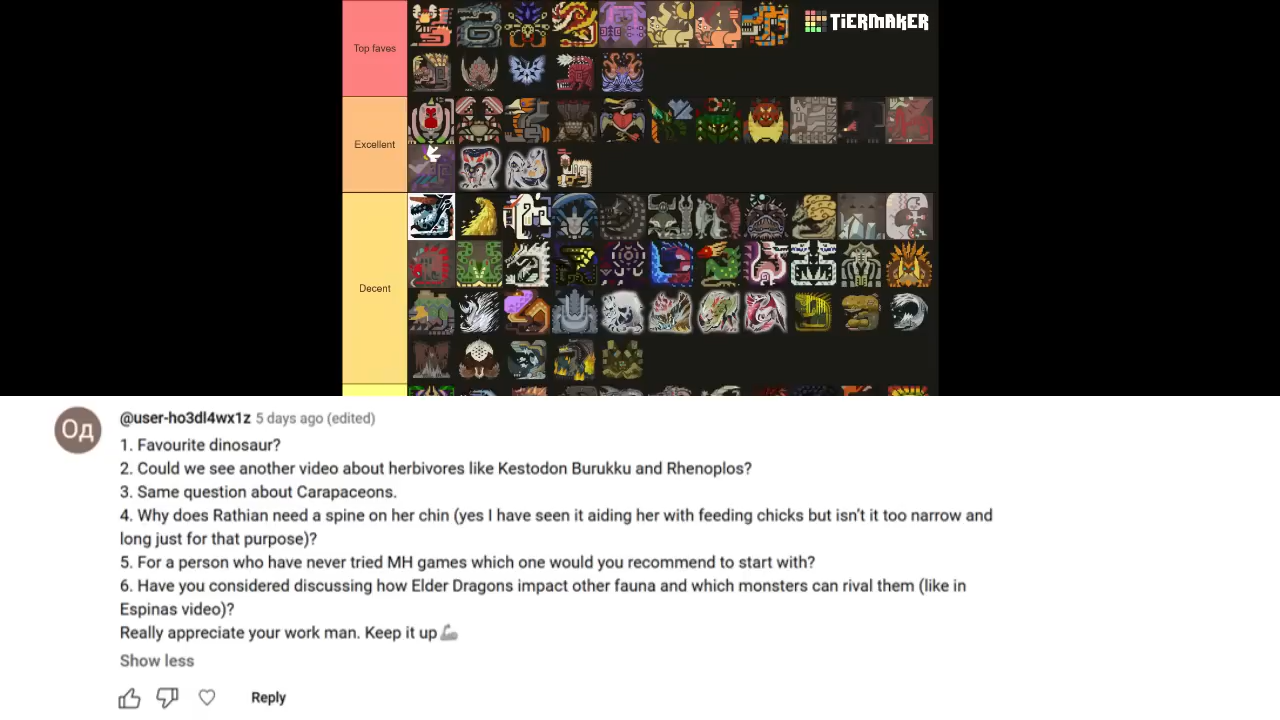 TiERMAKER
Top faves
Excellent
Decent
Од
@user-ho3dl4wx1z 5 days ago (edited)
1. Favourite dinosaur?
2. Could we see another video about herbivores like Kestodon Burukku and Rhenoplos?
3. Same question about Carapaceons.
4. Why does Rathian need a spine on her chin (yes I have seen it aiding her with feeding chicks but isn't it too narrow and
long just for that purpose)?
5. For a person who have never tried MH games which one would you recommend to start with?
6. Have you considered discussing how Elder Dragons impact other fauna and which monsters can rival them (like in
Espinas video)?
Really appreciate your work man. Keep it up💪
Show less
Reply